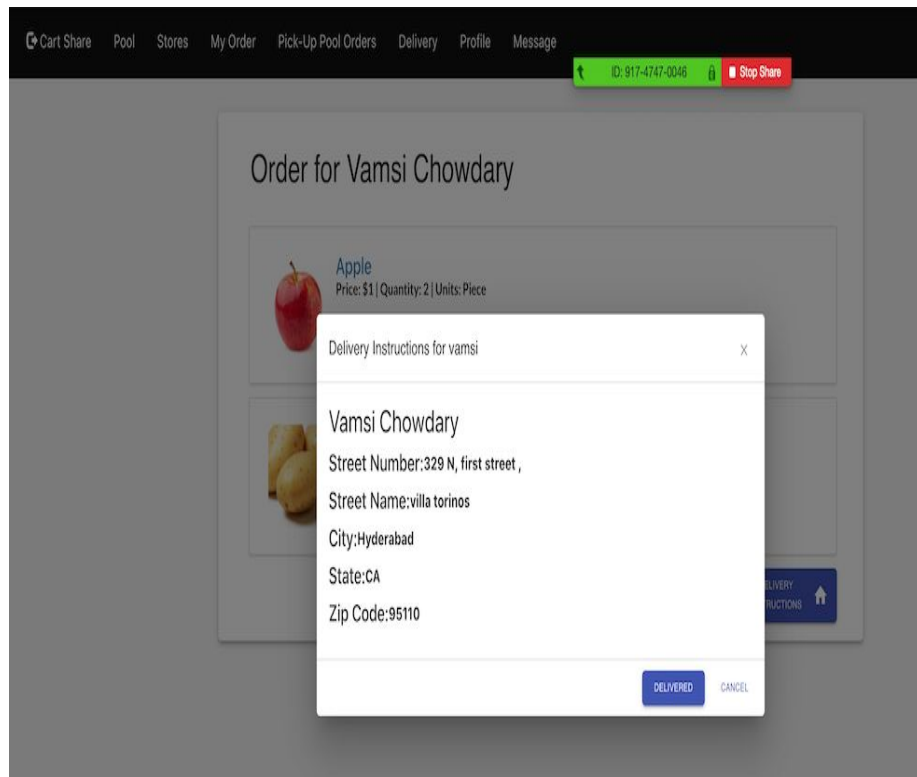 Cart Share Pool Stores My Order Pick-Up Pool Orders Delivery Profile Message
ID: 917-4747-0046 Stop Share
Order for Vamsi Chowdary
Apple
Price: $1 | Quantity: 2 | Units: Piece
Delivery Instructions for vamsi X
Vamsi Chowdary
Street Number:329 N, first street ,
Street Name:villa torinos
City:Hyderabad
State:CA
Zip Code:95110
DELIVERED CANCEL